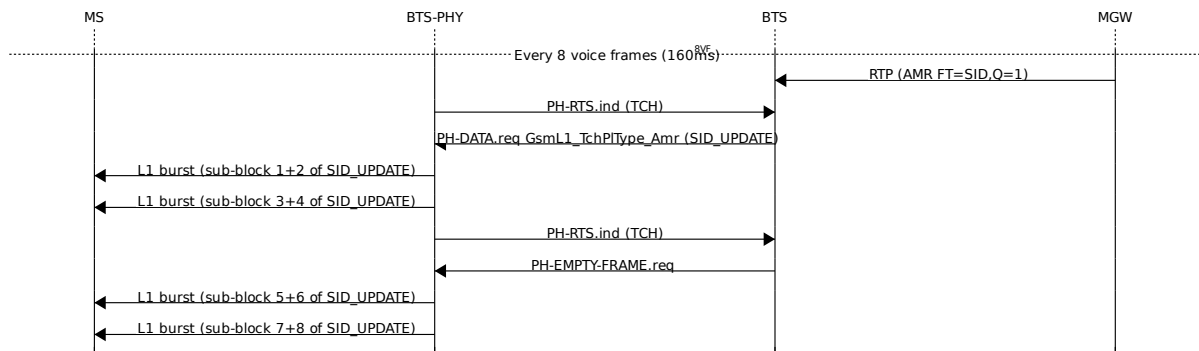 MS BTS-PHY BTS MGW
Every 8 voice frames (160ms) 8VF
RTP (AMR FT=SID,Q=1)
PH-RTS.ind (TCH)
PH-DATA.req GsmL1_TchPlType_Amr (SID_UPDATE)
L1 burst (sub-block 1+2 of SID_UPDATE)
L1 burst (sub-block 3+4 of SID_UPDATE)
PH-RTS.ind (TCH)
PH-EMPTY-FRAME.req
L1 burst (sub-block 5+6 of SID_UPDATE)
L1 burst (sub-block 7+8 of SID_UPDATE)